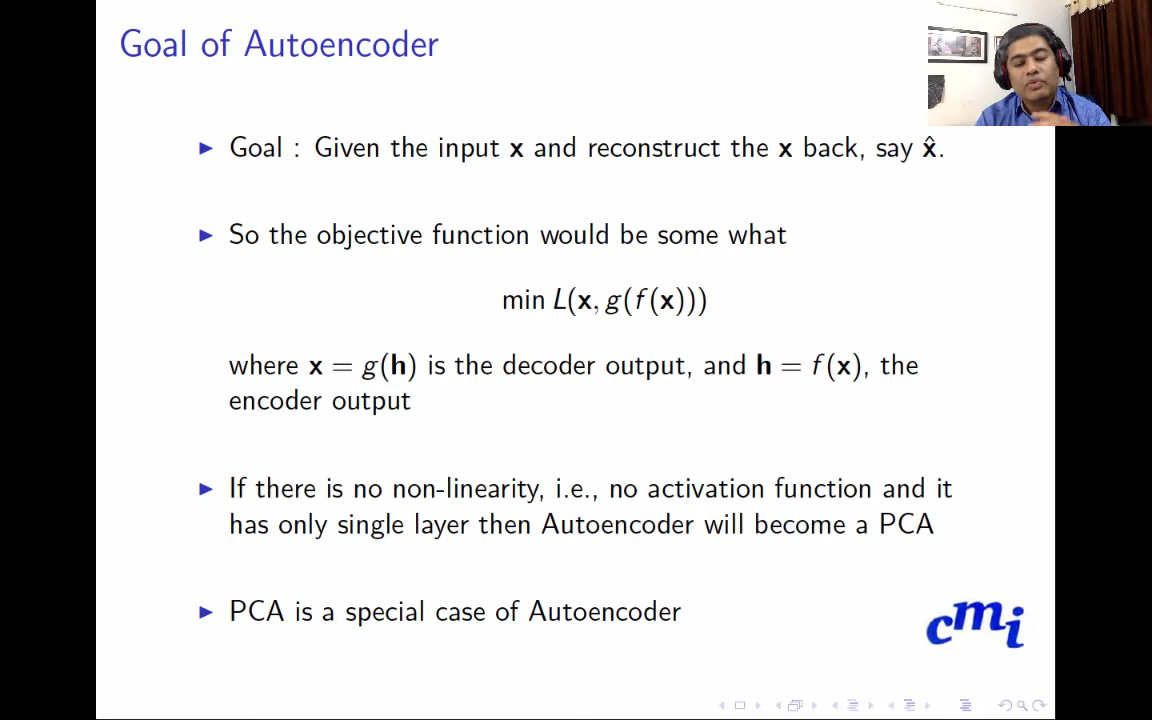 Goal of Autoencoder
▶ Goal : Given the input x and reconstruct the x back, say x̂.
▶ So the objective function would be some what
min L(x, g(f(x)))
where x = g(h) is the decoder output, and h = f(x), the
encoder output
▶ If there is no non-linearity, i.e., no activation function and it
has only single layer then Autoencoder will become a PCA
▶ PCA is a special case of Autoencoder
cmi